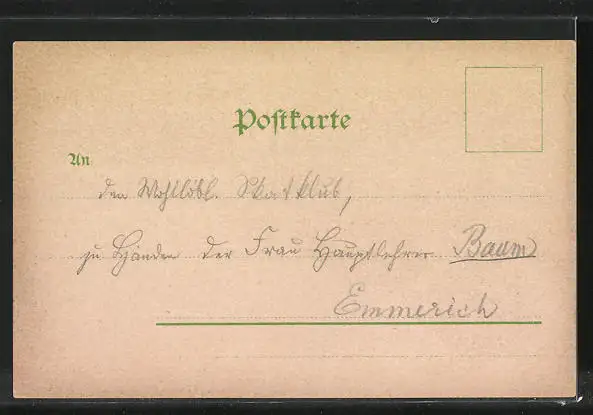 Postkarte
An
den Wohllöbl. Skatklub,
zu Händen der Frau Hauptlehrer Baum
Emmerich